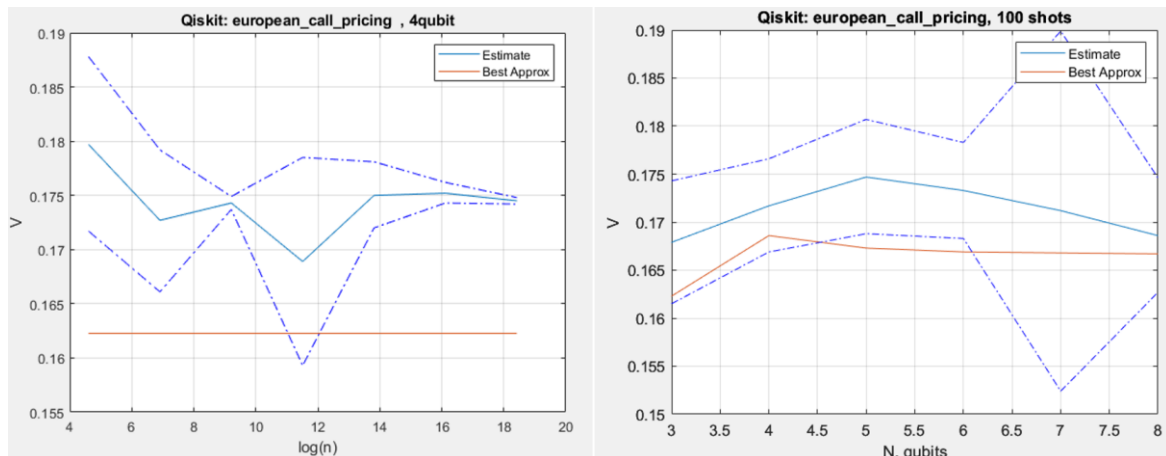 Qiskit: european_call_pricing , 4qubit
0.19
0.185
0.18
0.175
0.17
0.165
0.16
0.155
V
Estimate
Best Approx
4 6 8 10 12 14 16 18 20
log(n)
Qiskit: european_call_pricing, 100 shots
0.19
0.185
0.18
0.175
0.17
0.165
0.16
0.155
0.15
V
Estimate
Best Approx
3 3.5 4 4.5 5 5.5 6 6.5 7 7.5 8
N. qubits